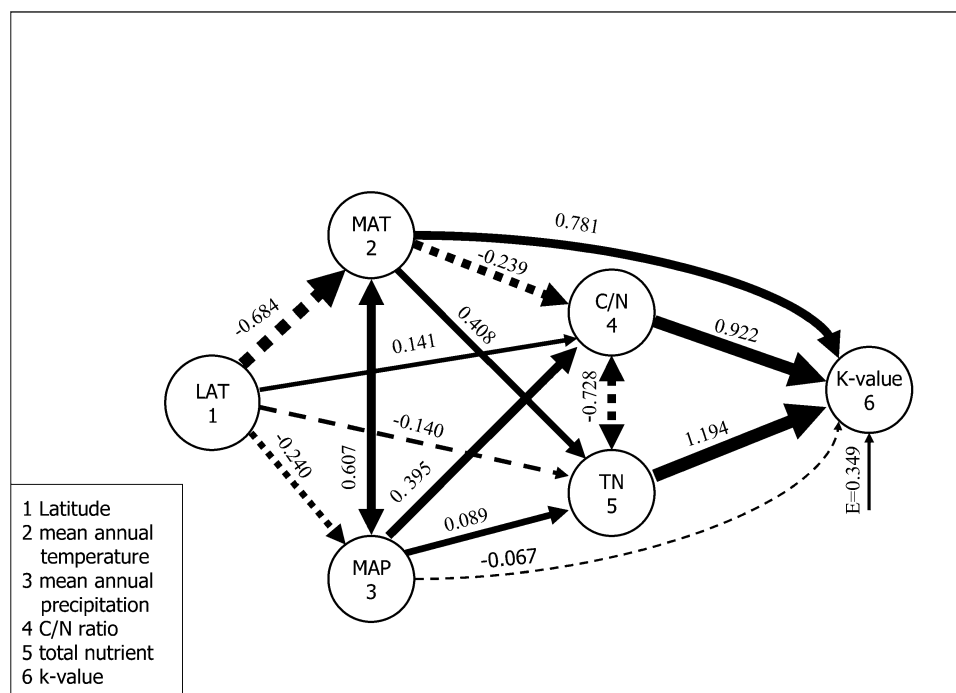 MAT
2
0.781
-0.239
C/N
4
-0.684
0.408
0.141
0.922
LAT
1
K-value
6
-0.728
-0.140
-0.240
0.607
0.395
1.194
TN
5
E=0.349
0.089
-0.067
MAP
3
1 Latitude
2 mean annual
temperature
3 mean annual
precipitation
4 C/N ratio
5 total nutrient
6 k-value